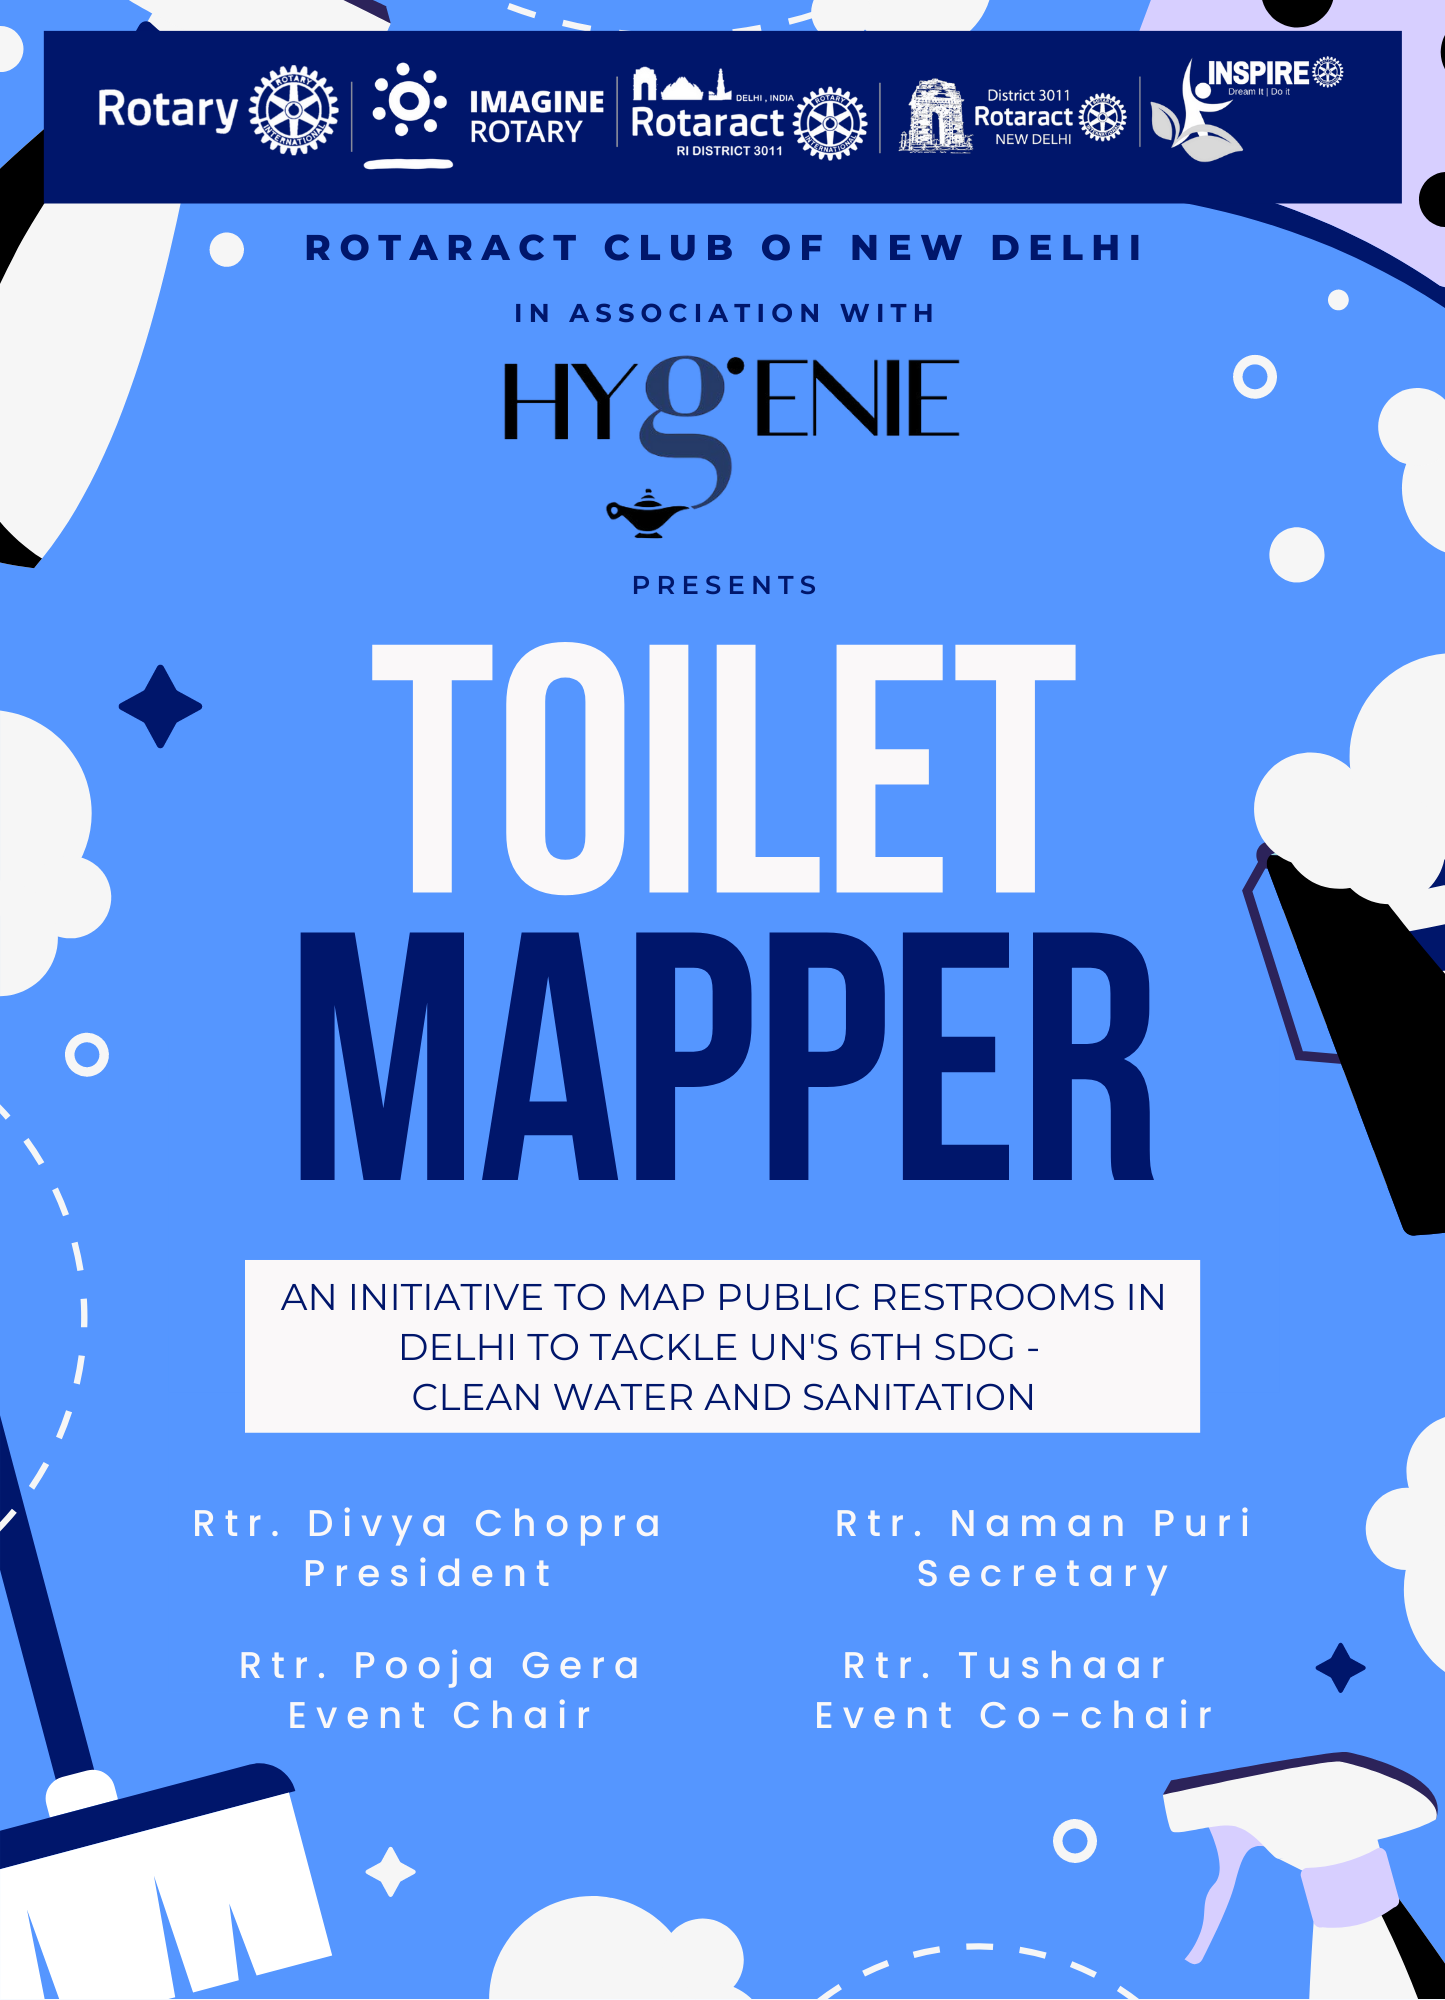 Rotary
ROTARY
INTERNATIONAL
IMAGINE
ROTARY
DELHI, INDIA
Rotaract
RI DISTRICT 3011
ROTARY
INTERNATIONAL
District 3011
Rotaract
NEW DELHI
INSPIRE
Dream It | Do it
ROTARACT CLUB OF NEW DELHI
IN ASSOCIATION WITH
HYgENIE
PRESENTS
TOILET
MAPPER
AN INITIATIVE TO MAP PUBLIC RESTROOMS IN
DELHI TO TACKLE UN'S 6TH SDG -
CLEAN WATER AND SANITATION
Rtr. Divya Chopra
President
Rtr. Naman Puri
Secretary
Rtr. Pooja Gera
Event Chair
Rtr. Tushaar
Event Co-chair